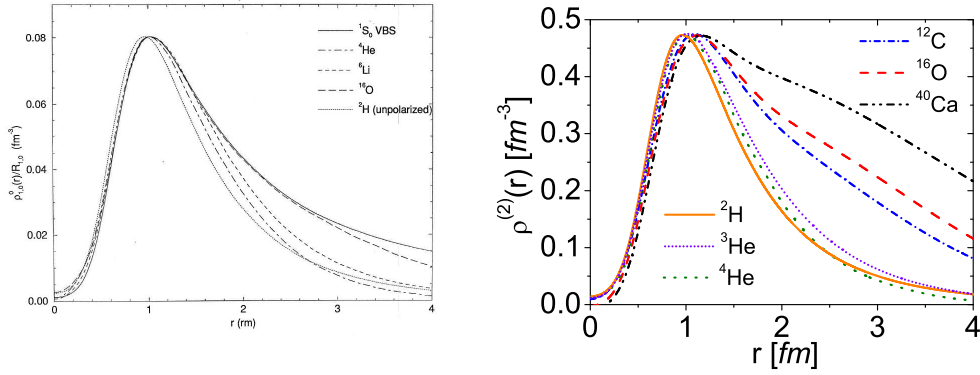 ¹S₀ VBS
⁴He
⁶Li
¹⁶O
²H (unpolarized)
ρ⁰₁,₀(r)/R₁,₀ (fm⁻³)
0.08
0.06
0.04
0.02
0.00
0 1 2 3 4
r (rm)
¹²C
¹⁶O
⁴⁰Ca
ρ⁽²⁾(r) [fm⁻³]
0.5
0.4
0.3
0.2
0.1
0.0
²H
³He
⁴He
0 1 2 3 4
r [fm]